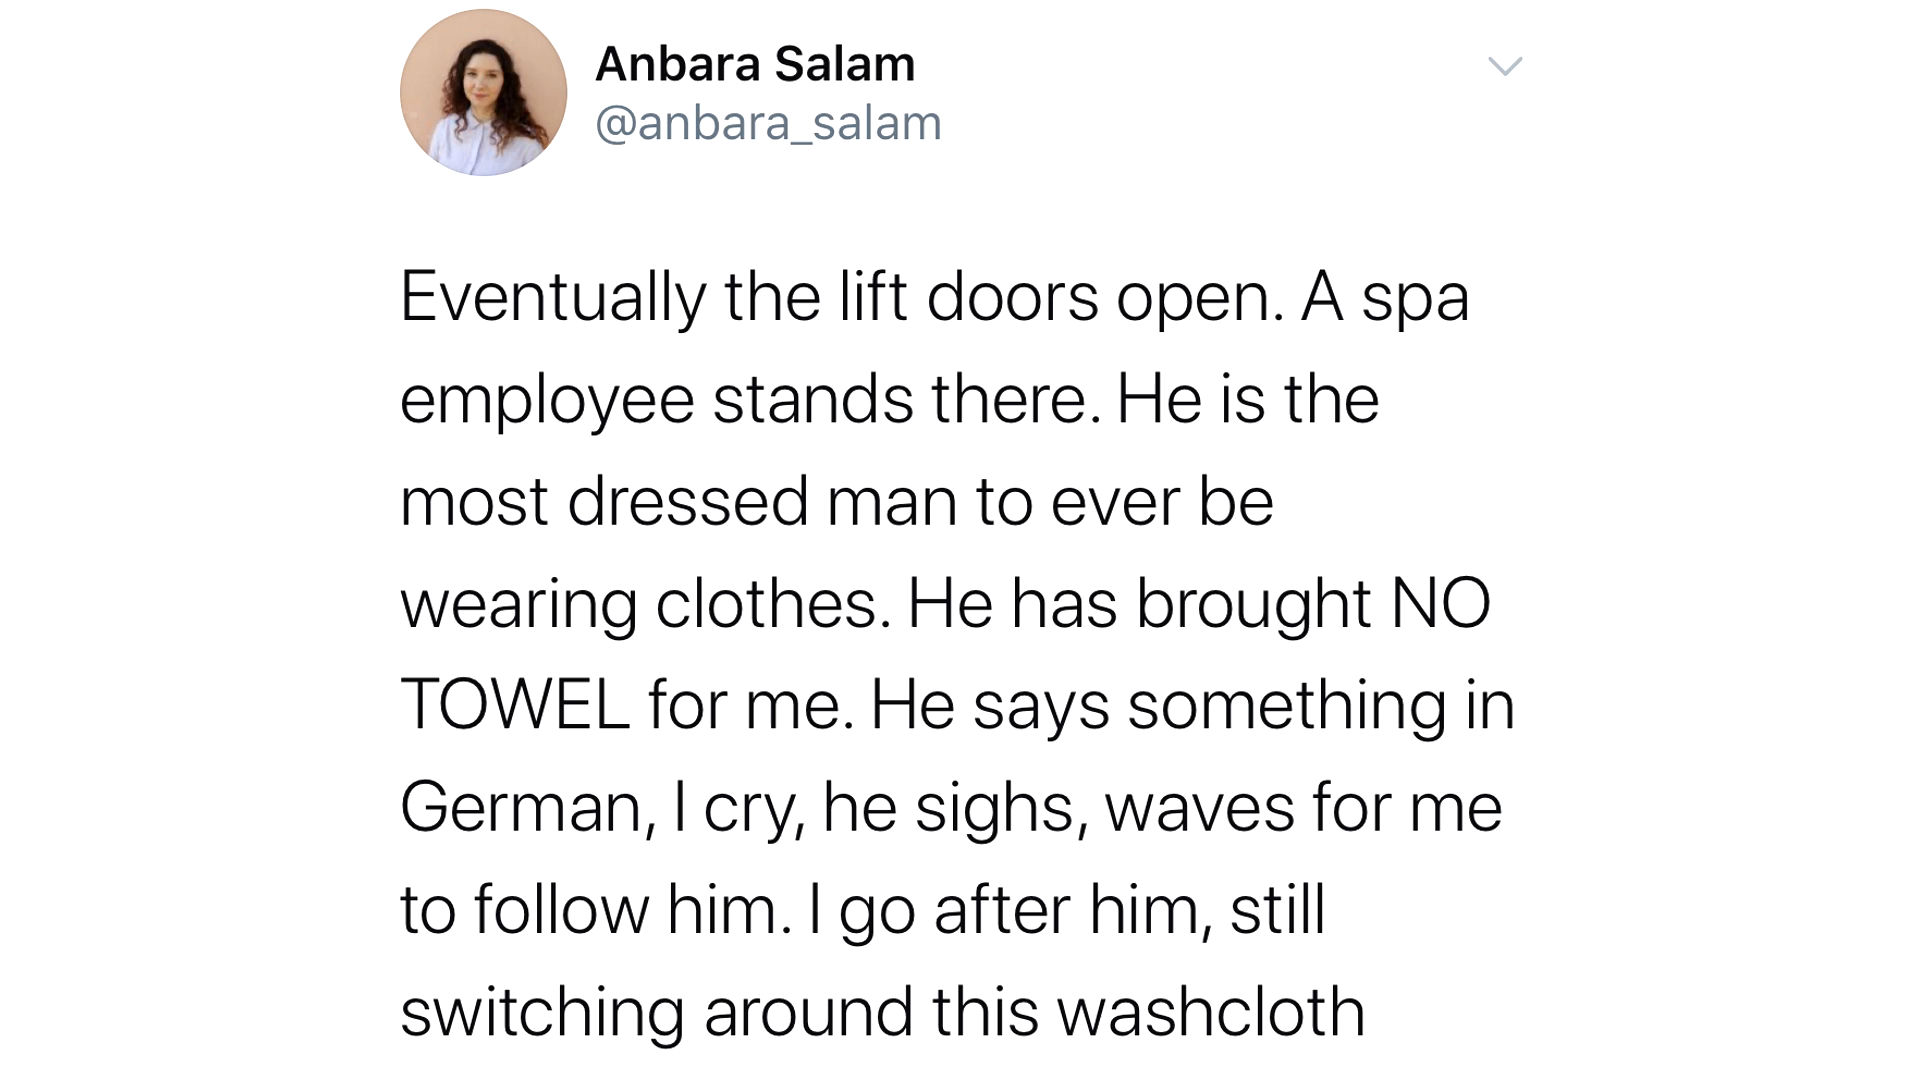 Anbara Salam
@anbara_salam
Eventually the lift doors open. A spa
employee stands there. He is the
most dressed man to ever be
wearing clothes. He has brought NO
TOWEL for me. He says something in
German, I cry, he sighs, waves for me
to follow him. I go after him, still
switching around this washcloth